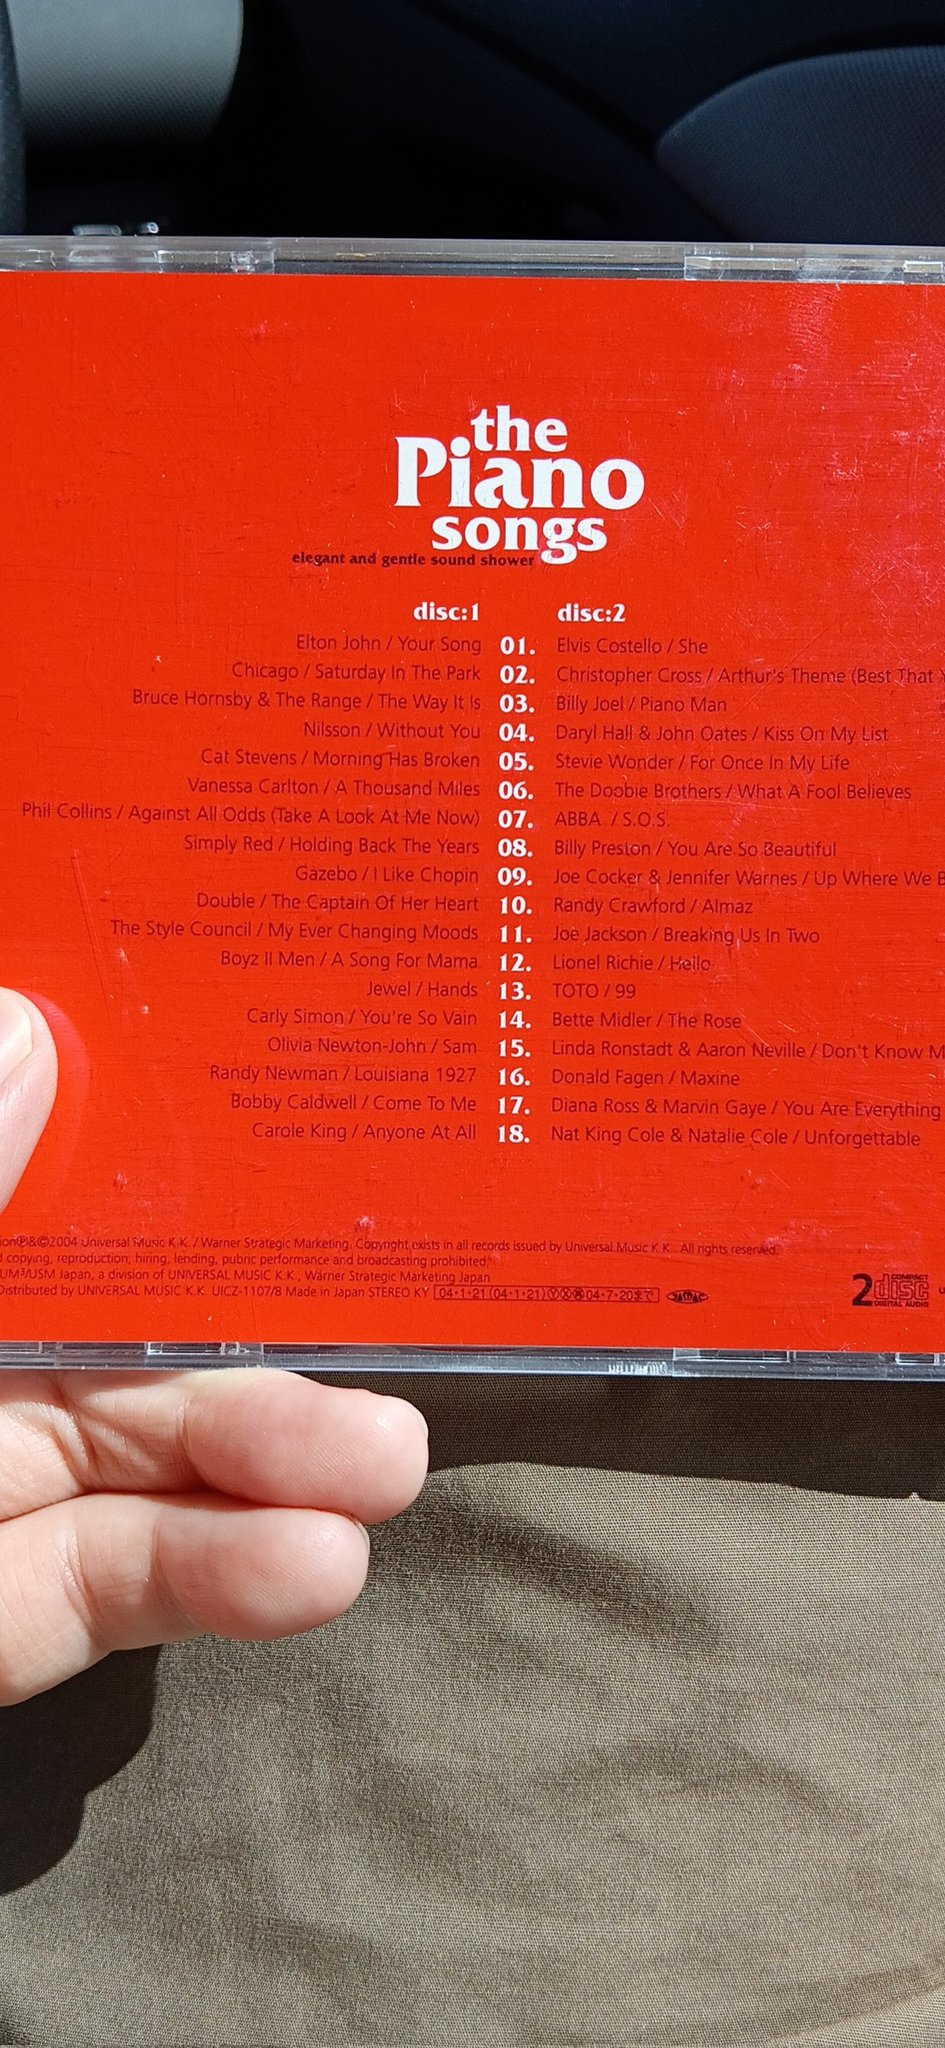 the
Piano
songs
elegant and gentle sound shower
disc:1 disc:2
Elton John / Your Song 01. Elvis Costello / She
Chicago / Saturday In The Park 02. Christopher Cross / Arthur's Theme (Best That
Bruce Hornsby & The Range / The Way It Is 03. Billy Joel / Piano Man
Nilsson / Without You 04. Daryl Hall & John Oates / Kiss On My List
Cat Stevens / Morning Has Broken 05. Stevie Wonder / For Once In My Life
Vanessa Carlton / A Thousand Miles 06. The Doobie Brothers / What A Fool Believes
Phil Collins / Against All Odds (Take A Look At Me Now) 07. ABBA / S.O.S.
Simply Red / Holding Back The Years 08. Billy Preston / You Are So Beautiful
Gazebo / I Like Chopin 09. Joe Cocker & Jennifer Warnes / Up Where We B
Double / The Captain Of Her Heart 10. Randy Crawford / Almaz
The Style Council / My Ever Changing Moods 11. Joe Jackson / Breaking Us In Two
Boyz II Men / A Song For Mama 12. Lionel Richie / Hello
Jewel / Hands 13. TOTO / 99
Carly Simon / You're So Vain 14. Bette Midler / The Rose
Olivia Newton-John / Sam 15. Linda Ronstadt & Aaron Neville / Don't Know M
Randy Newman / Louisiana 1927 16. Donald Fagen / Maxine
Bobby Caldwell / Come To Me 17. Diana Ross & Marvin Gaye / You Are Everything
Carole King / Anyone At All 18. Nat King Cole & Natalie Cole / Unforgettable
ion℗&©2004 Universal Music K.K. / Warner Strategic Marketing. Copyright exists in all records issued by Universal Music K.K.. All rights reserved.
d copying, reproduction, hiring, lending, public performance and broadcasting prohibited.
UM³/USM Japan, a division of UNIVERSAL MUSIC K.K., Warner Strategic Marketing Japan
Distributed by UNIVERSAL MUSIC K.K. UICZ-1107/8 Made in Japan STEREO KY 04・1・21 (04・1・21) Ⓨ Ⓧ 04・7・20まで JASRAC
2 COMPACT disc DIGITAL AUDIO